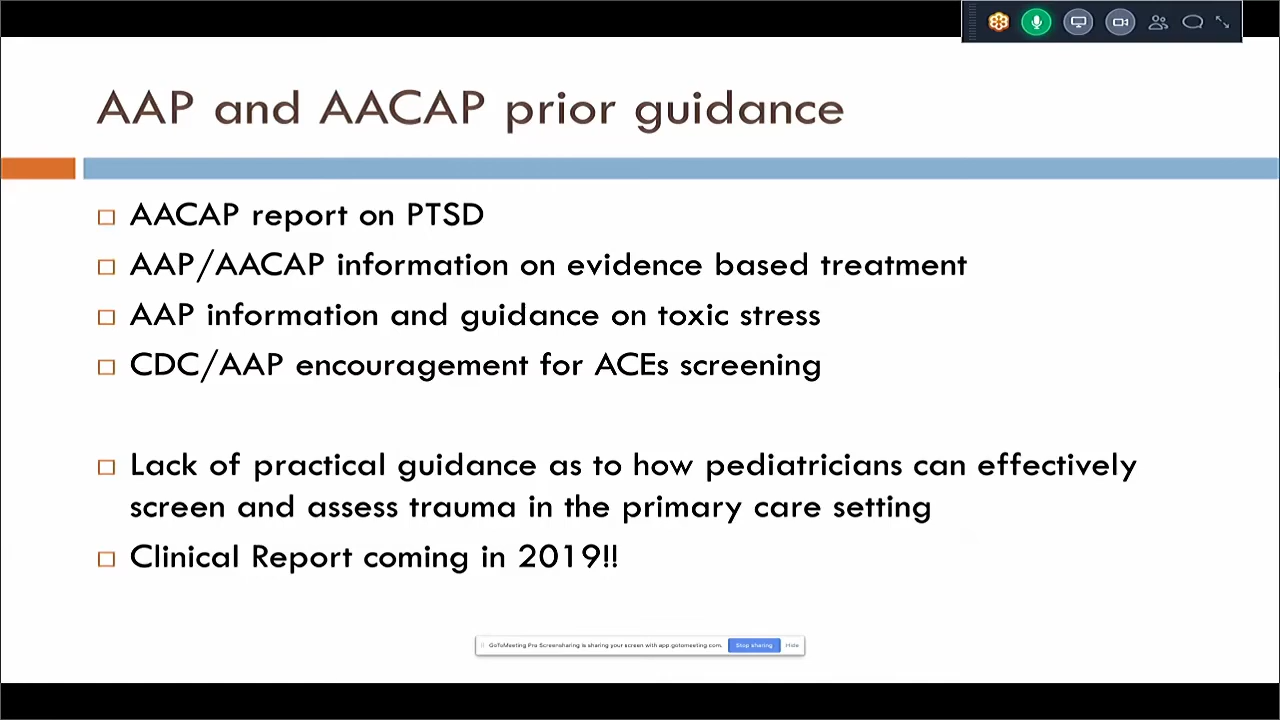 AAP and AACAP prior guidance
AACAP report on PTSD
AAP/AACAP information on evidence based treatment
AAP information and guidance on toxic stress
CDC/AAP encouragement for ACEs screening
Lack of practical guidance as to how pediatricians can effectively
screen and assess trauma in the primary care setting
Clinical Report coming in 2019!!
GoToMeeting Pro Screensharing is sharing your screen with app.gotomeeting.com. Stop sharing Hide